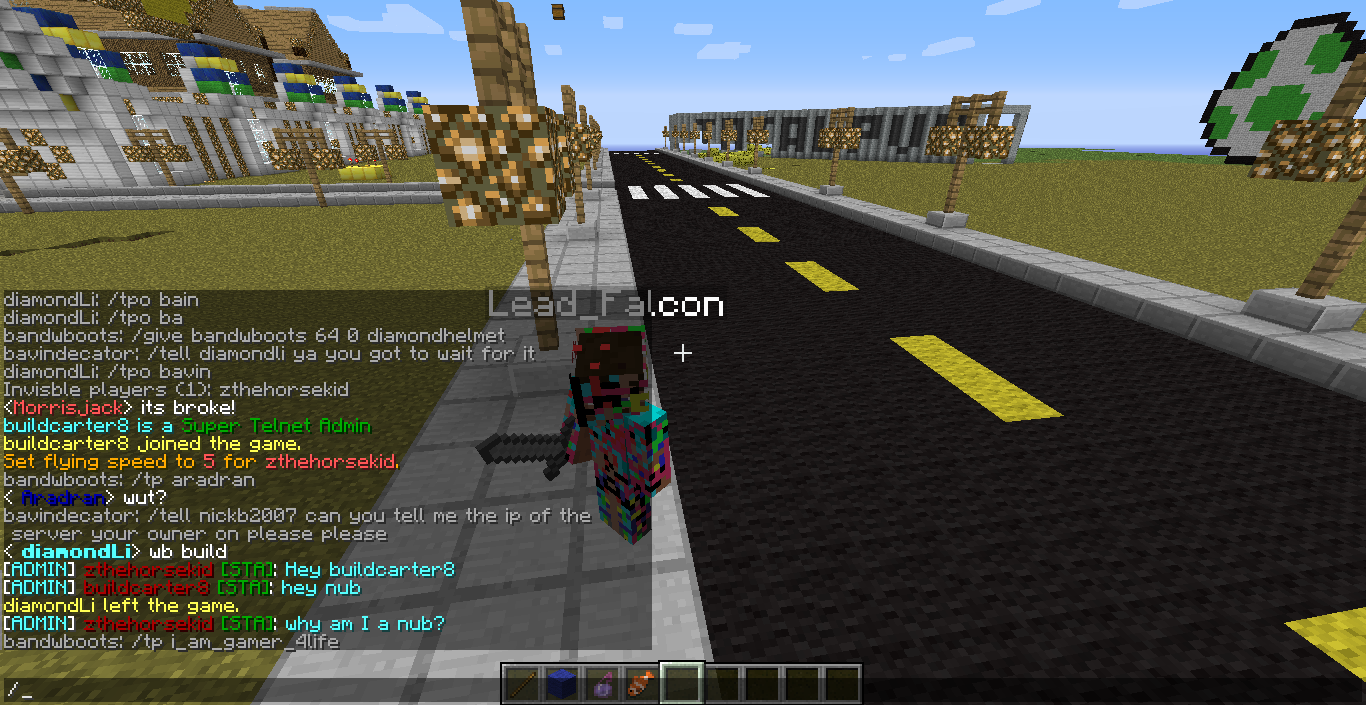 Lead_Falcon
diamondLi: /tpo bain
diamondLi: /tpo ba
bandwboots: /give bandwboots 64 0 diamondhelmet
bavindecator: /tell diamondli ya you got to wait for it
diamondLi: /tpo bavin
Invisble players (1): zthehorsekid
<Morrisjack> its broke!
buildcarter8 is a Super Telnet Admin
buildcarter8 joined the game.
Set flying speed to 5 for zthehorsekid.
bandwboots: /tp aradran
< Aradran> wut?
bavindecator: /tell nickb2007 can you tell me the ip of the
server your owner on please please
< diamondLi> wb build
[ADMIN] zthehorsekid [STA]: Hey buildcarter8
[ADMIN] buildcarter8 [STA]: hey nub
diamondLi left the game.
[ADMIN] zthehorsekid [STA]: why am I a nub?
bandwboots: /tp i_am_gamer_4life
/_